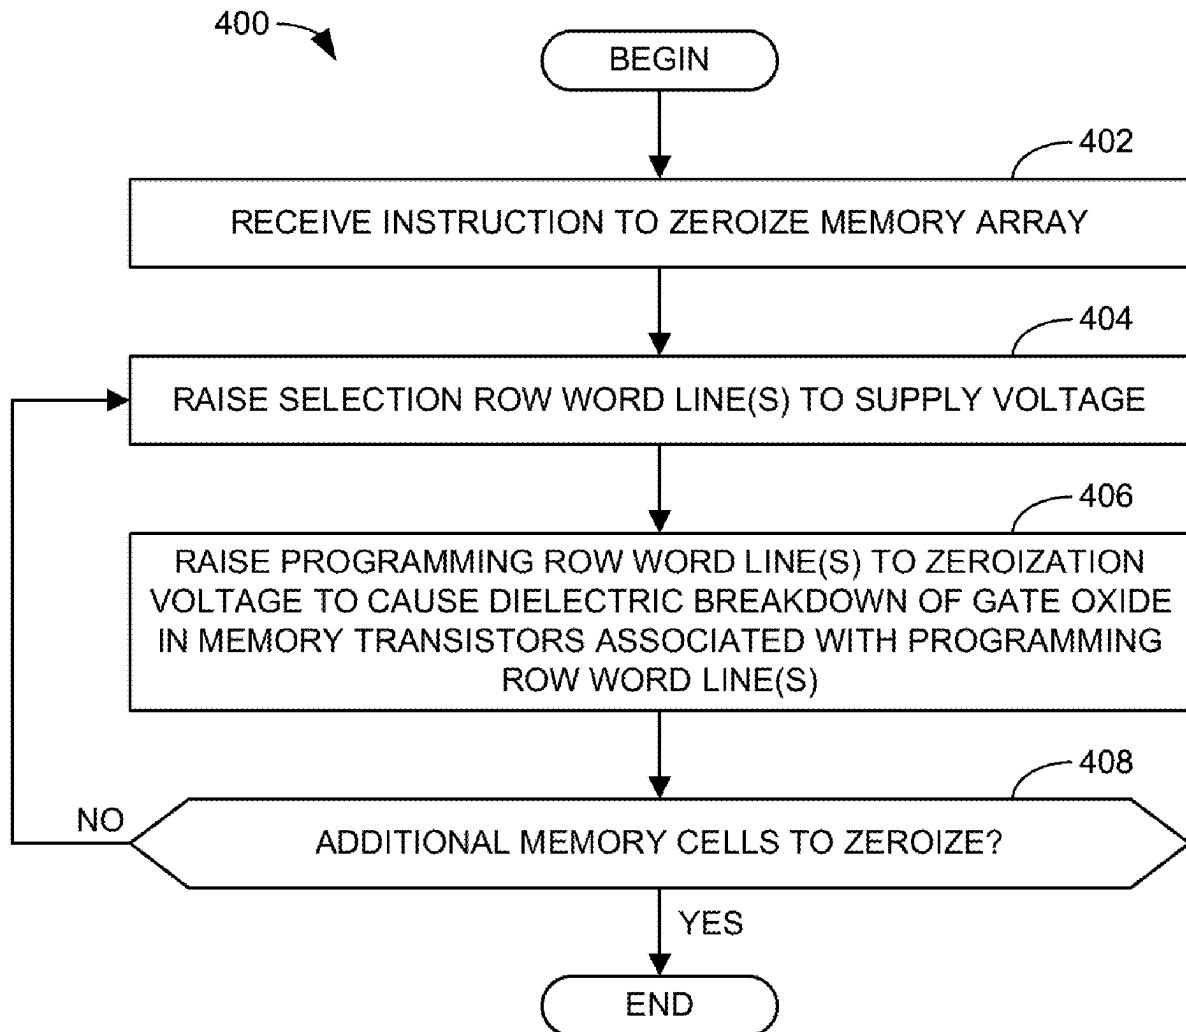 400
BEGIN
402
RECEIVE INSTRUCTION TO ZEROIZE MEMORY ARRAY
404
RAISE SELECTION ROW WORD LINE(S) TO SUPPLY VOLTAGE
406
RAISE PROGRAMMING ROW WORD LINE(S) TO ZEROIZATION
VOLTAGE TO CAUSE DIELECTRIC BREAKDOWN OF GATE OXIDE
IN MEMORY TRANSISTORS ASSOCIATED WITH PROGRAMMING
ROW WORD LINE(S)
408
NO
ADDITIONAL MEMORY CELLS TO ZEROIZE?
YES
END